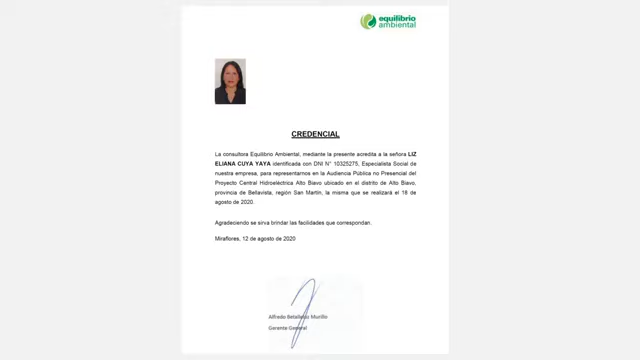 equilibrio
ambiental
CREDENCIAL
La consultora Equilibrio Ambiental, mediante la presente acredita a la señora LIZ
ELIANA CUYA YAYA identificada con DNI N° 10325275, Especialista Social de
nuestra empresa, para representarnos en la Audiencia Pública no Presencial del
Proyecto Central Hidroeléctrica Alto Biavo ubicado en el distrito de Alto Biavo,
provincia de Bellavista, región San Martín, la misma que se realizará el 18 de
agosto de 2020.
Agradeciendo se sirva brindar las facilidades que correspondan.
Miraflores, 12 de agosto de 2020
Alfredo Murillo
Gerente General